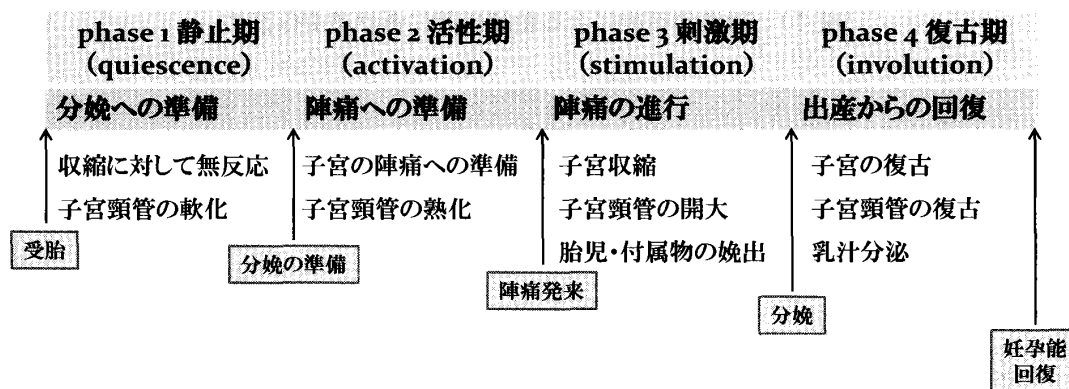 phase 1 静止期
(quiescence)
分娩への準備
収縮に対して無反応
子宮頸管の軟化
受胎
phase 2 活性期
(activation)
陣痛への準備
子宮の陣痛への準備
子宮頸管の熟化
分娩の準備
phase 3 刺激期
(stimulation)
陣痛の進行
子宮収縮
子宮頸管の開大
胎児・付属物の娩出
陣痛発来
phase 4 復古期
(involution)
出産からの回復
子宮の復古
子宮頸管の復古
乳汁分泌
分娩
妊孕能
回復